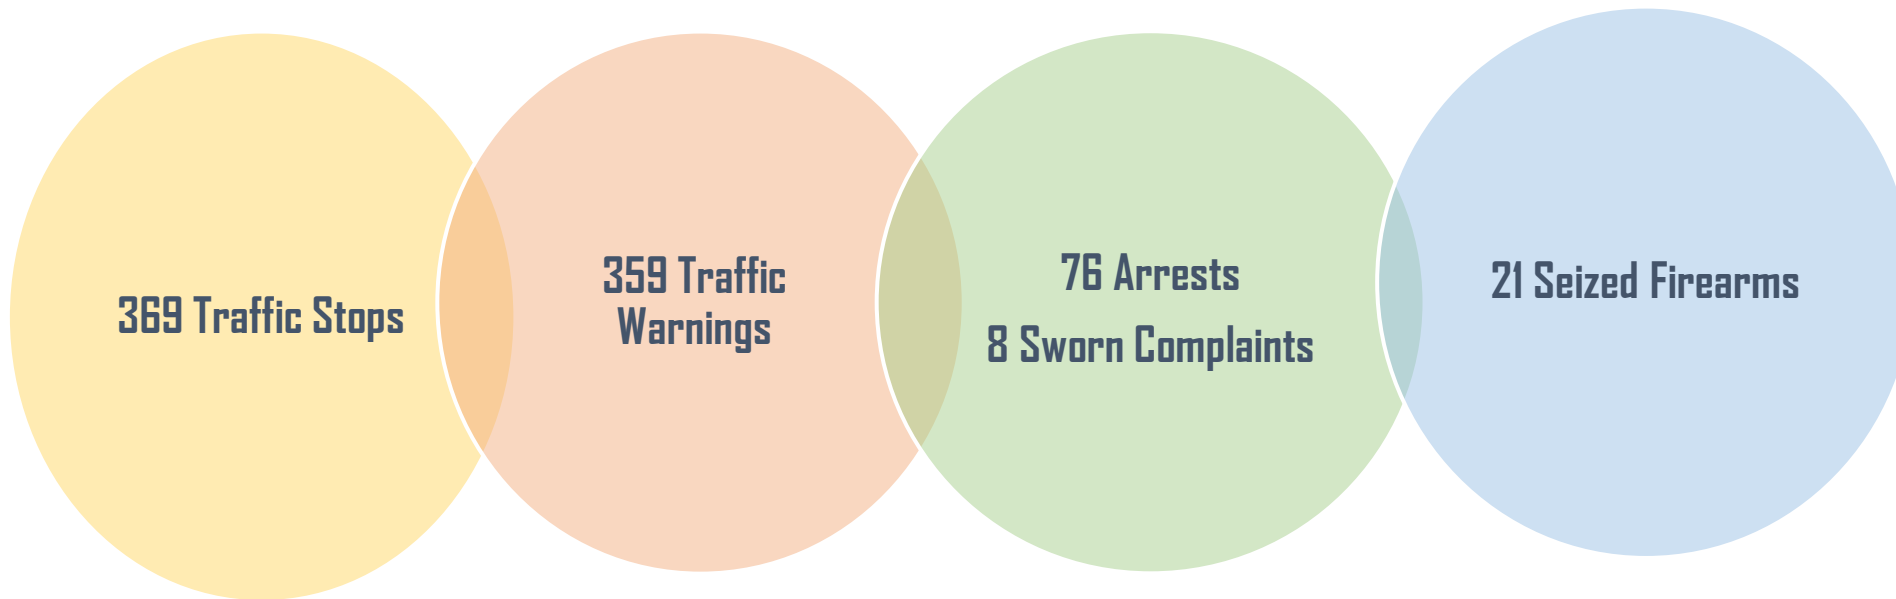 369 Traffic Stops
359 Traffic
Warnings
76 Arrests
8 Sworn Complaints
21 Seized Firearms